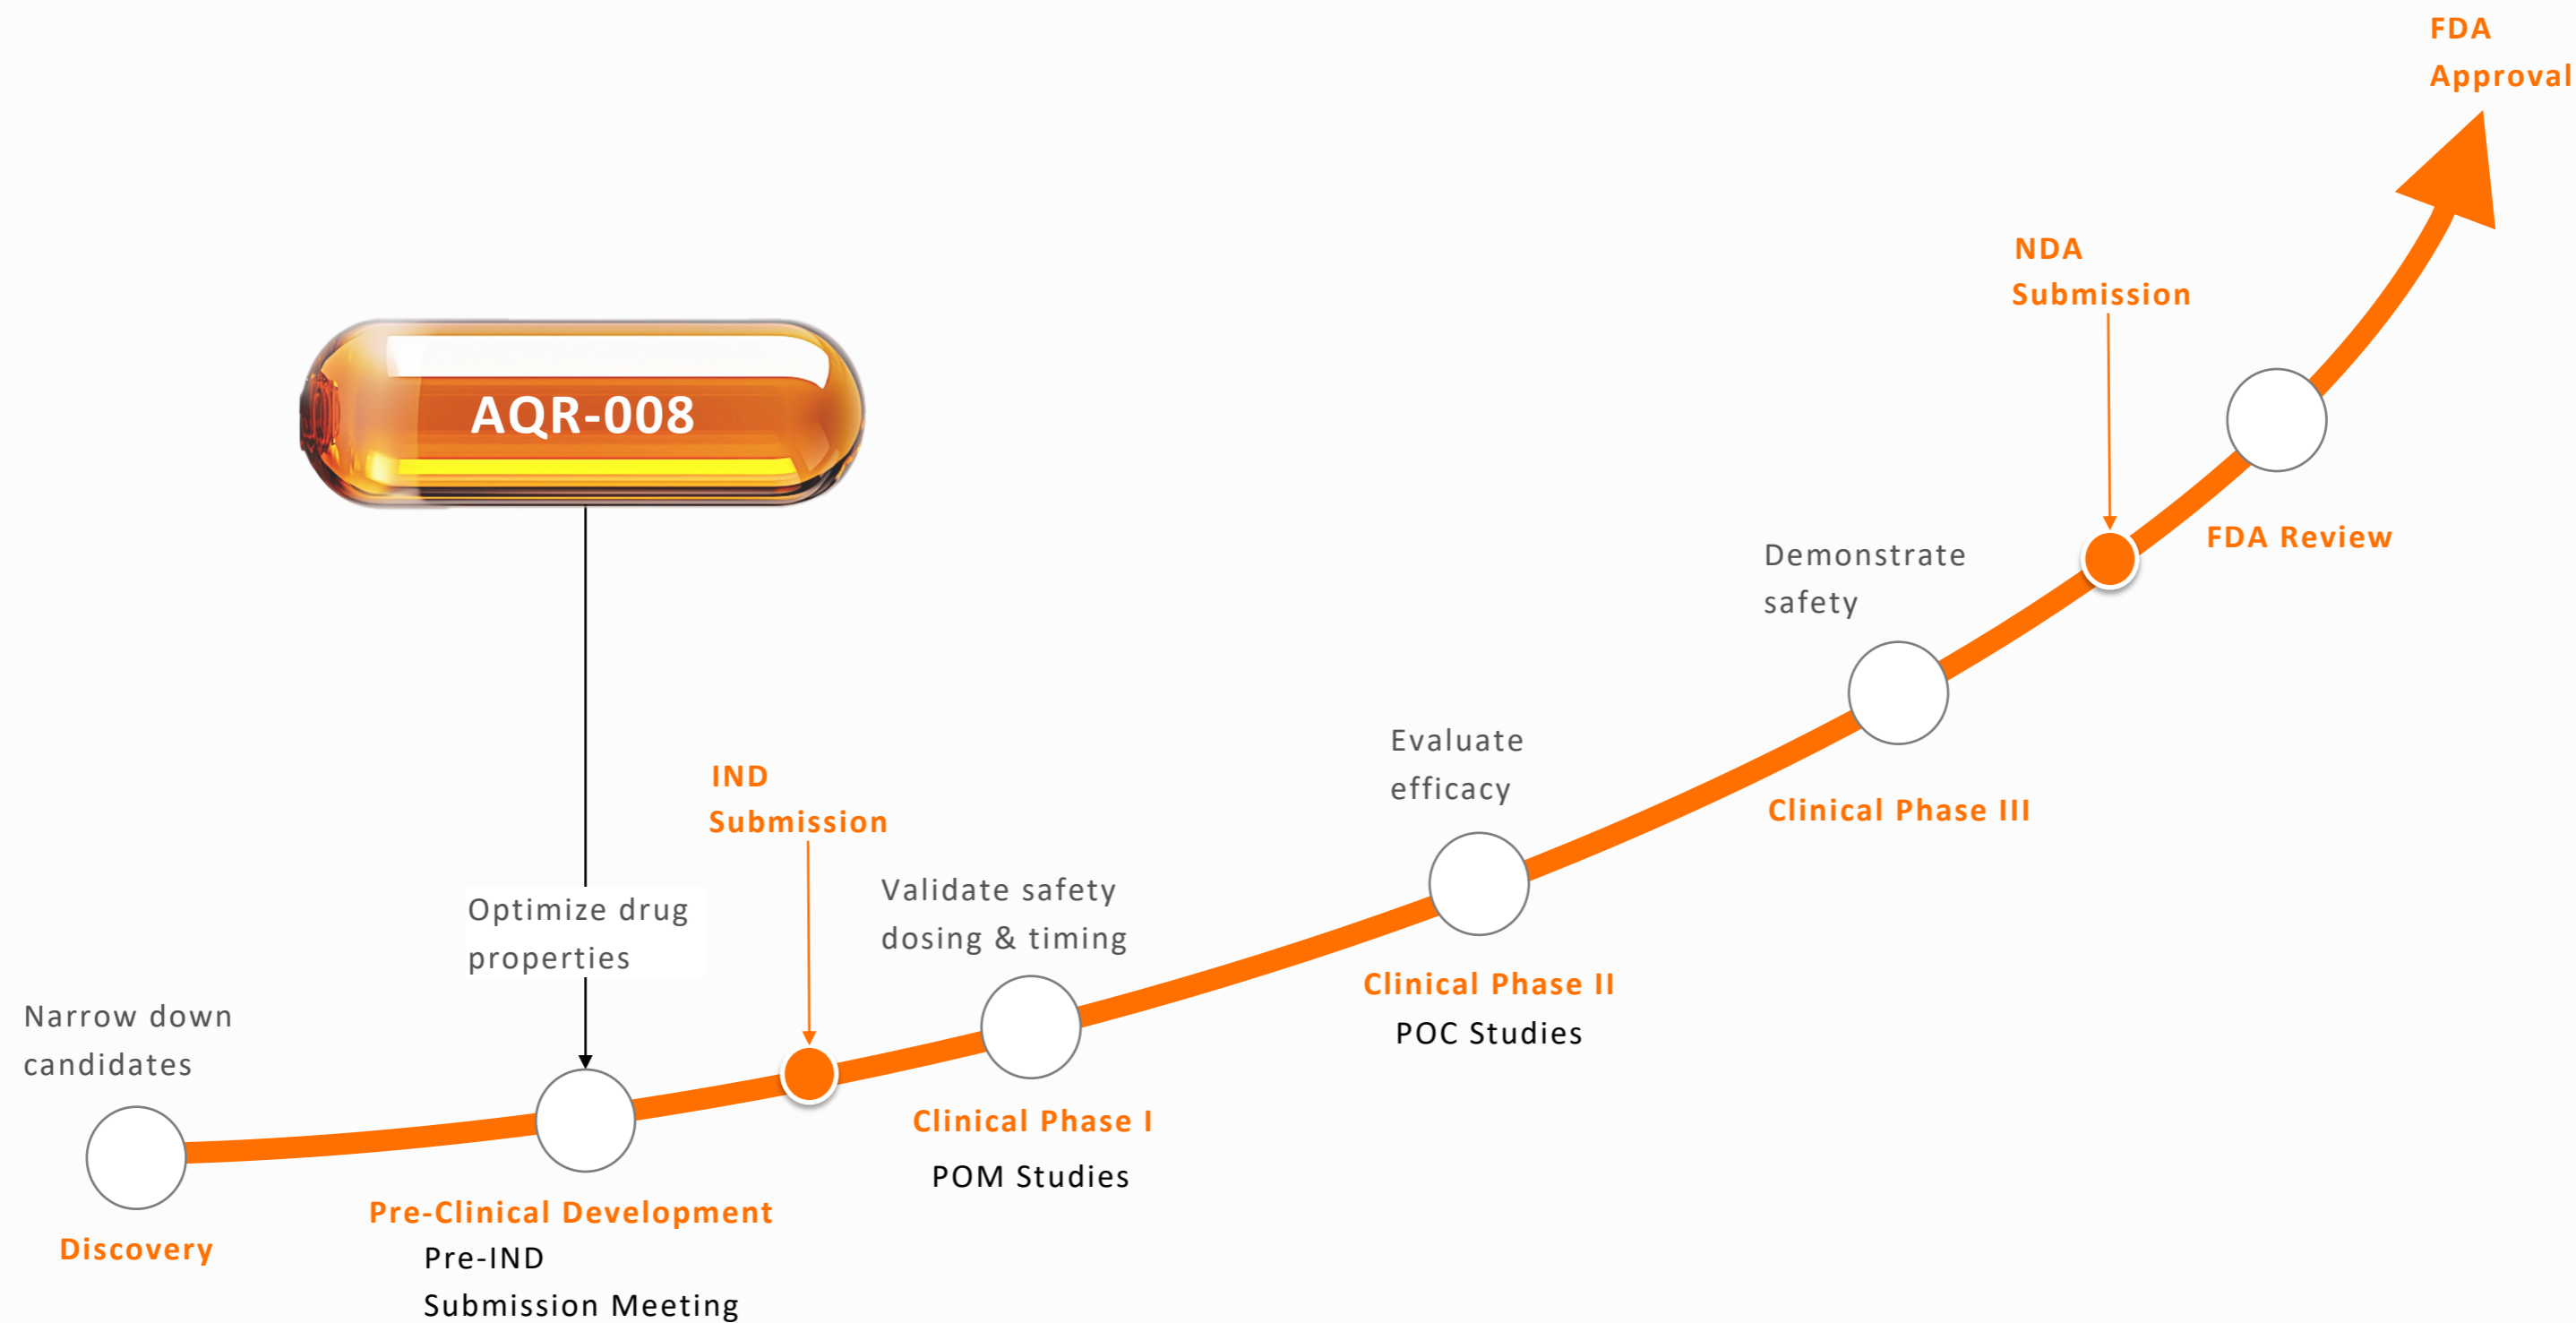 FDA
Approval
NDA
Submission
AQR-008
FDA Review
Demonstrate
safety
Evaluate
efficacy
IND
Submission
Clinical Phase III
Validate safety
dosing & timing
Optimize drug
properties
Clinical Phase II
POC Studies
Narrow down
candidates
Clinical Phase I
POM Studies
Pre-Clinical Development
Pre-IND
Submission Meeting
Discovery